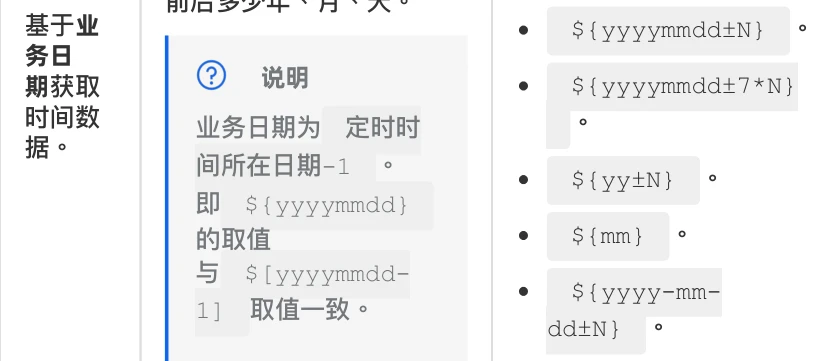 基于业
务日
期获取
时间数
据。
前后多少年、月、天。
说明
业务日期为 定时时
间所在日期-1 。
即 ${yyyymmdd}
的取值
与 $[yyyymmdd-
1] 取值一致。
${yyyymmdd±N} 。
${yyyymmdd±7*N}
。
${yy±N} 。
${mm} 。
${yyyy-mm-
dd±N} 。